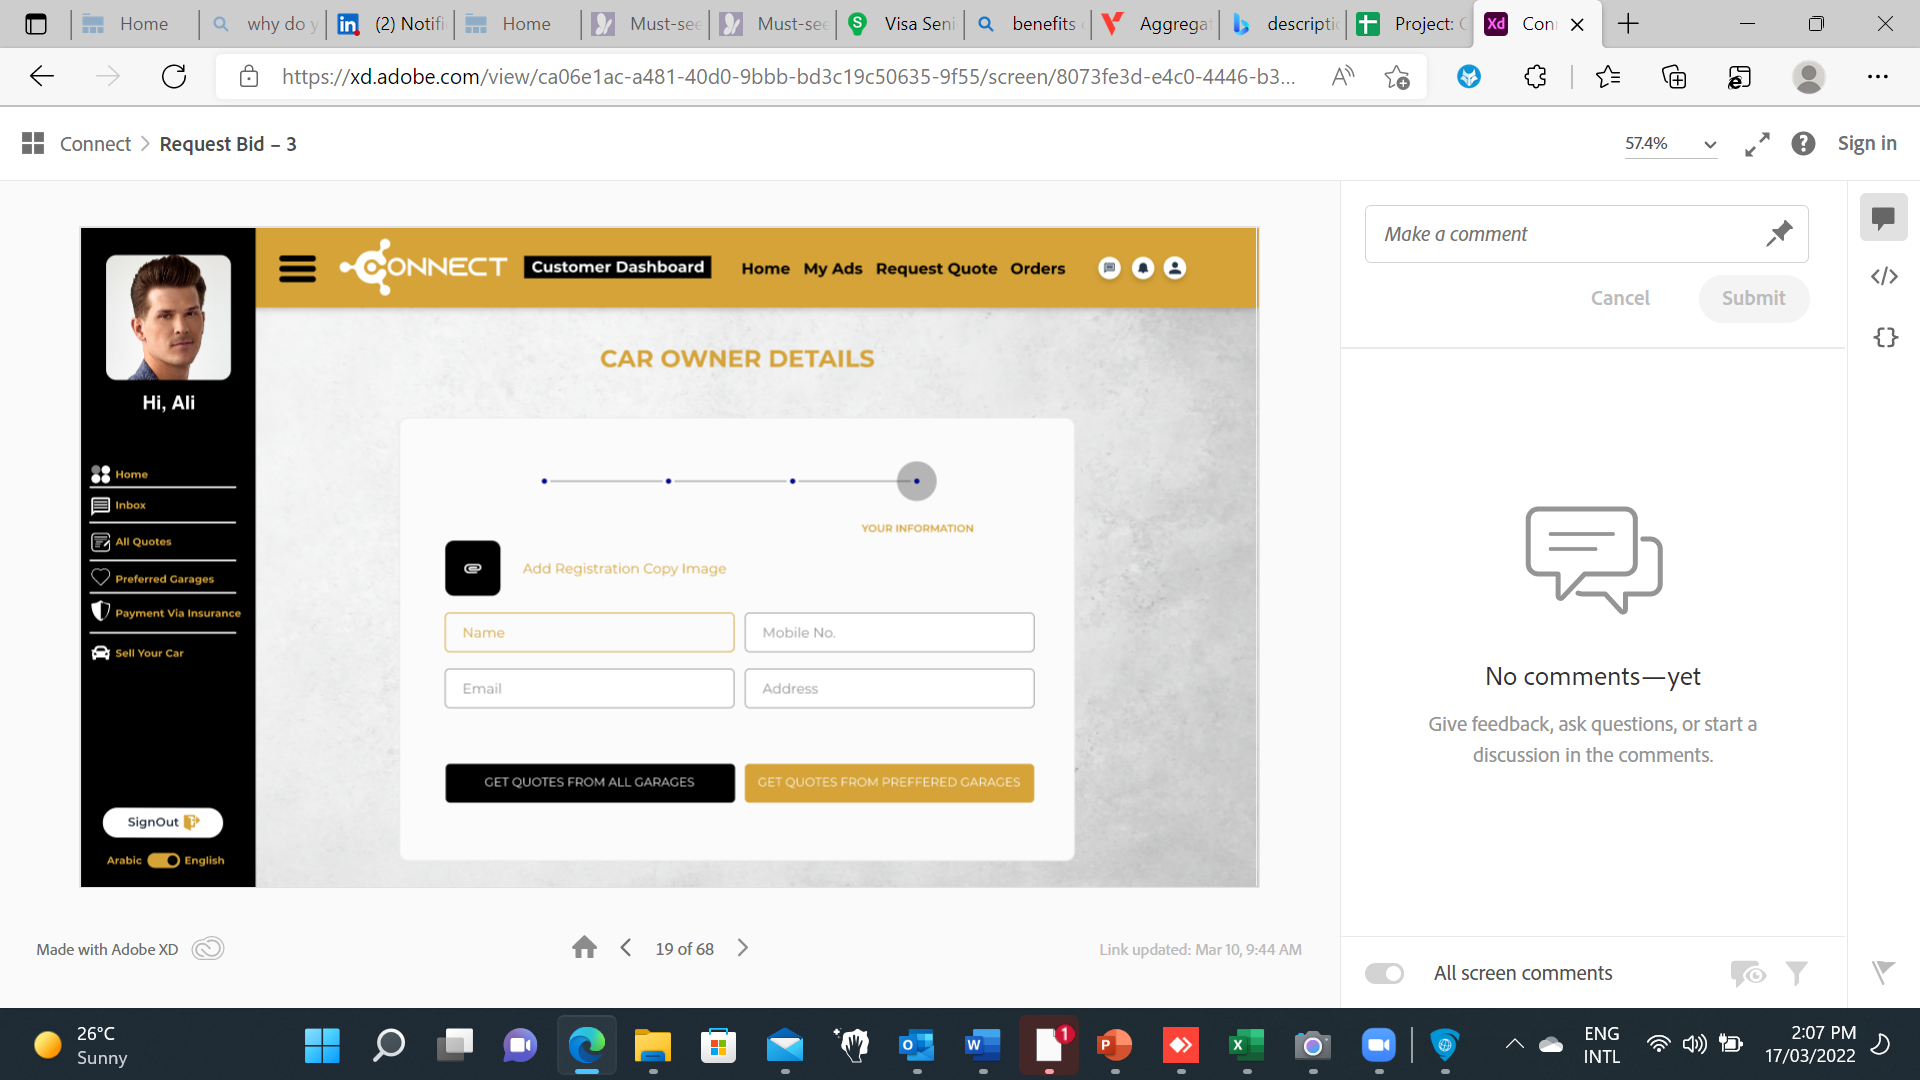 Home
why do y
(2) Notifi
Home
Must-see
Must-see
Visa Seni
benefits
Aggregat
descripti
Project: C
Con
https://xd.adobe.com/view/ca06e1ac-a481-40d0-9bbb-bd3c19c50635-9f55/screen/8073fe3d-e4c0-4446-b3...
Connect > Request Bid – 3
57.4%
Sign in
CONNECT
Customer Dashboard
Home My Ads Request Quote Orders
Hi, Ali
Home
Inbox
All Quotes
Preferred Garages
Payment Via Insurance
Sell Your Car
SignOut
Arabic English
CAR OWNER DETAILS
YOUR INFORMATION
Add Registration Copy Image
Name
Mobile No.
Email
Address
GET QUOTES FROM ALL GARAGES
GET QUOTES FROM PREFFERED GARAGES
Make a comment
Cancel
Submit
No comments—yet
Give feedback, ask questions, or start a
discussion in the comments.
Made with Adobe XD
19 of 68
Link updated: Mar 10, 9:44 AM
All screen comments
26°C
Sunny
1
ENG
INTL
2:07 PM
17/03/2022